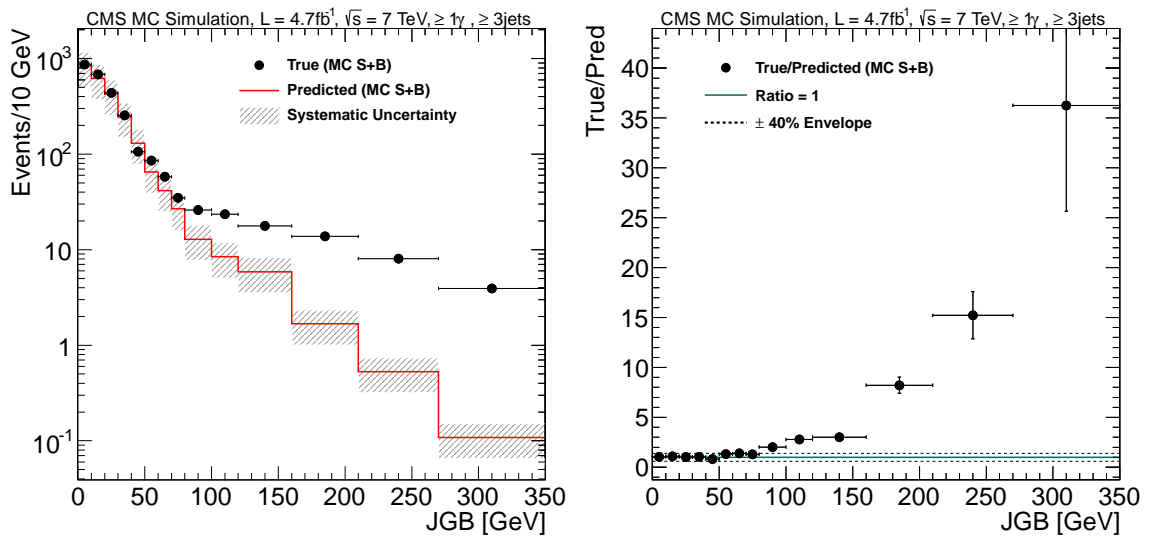 CMS MC Simulation, L = 4.7fb⁻¹, √s = 7 TeV, ≥ 1γ , ≥ 3jets
Events/10 GeV
10³
10²
10
1
10⁻¹
True (MC S+B)
Predicted (MC S+B)
Systematic Uncertainty
0 50 100 150 200 250 300 350
JGB [GeV]
CMS MC Simulation, L = 4.7fb⁻¹, √s = 7 TeV, ≥ 1γ , ≥ 3jets
True/Pred
40
35
30
25
20
15
10
5
0
True/Predicted (MC S+B)
Ratio = 1
± 40% Envelope
0 50 100 150 200 250 300 350
JGB [GeV]